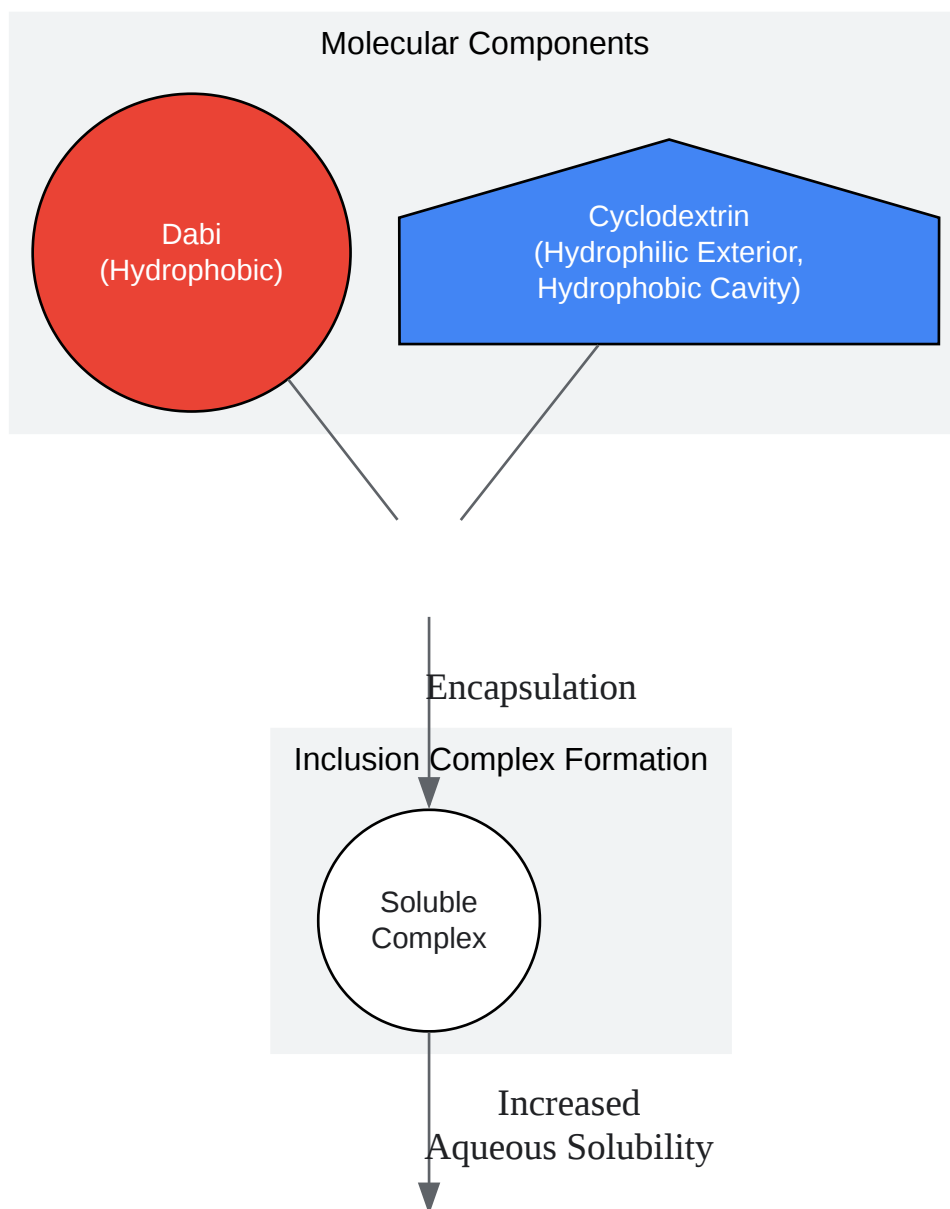 Molecular Components
Dabi
(Hydrophobic)
Cyclodextrin
(Hydrophilic Exterior,
Hydrophobic Cavity)
Encapsulation
Inclusion Complex Formation
Soluble
Complex
Increased
Aqueous Solubility